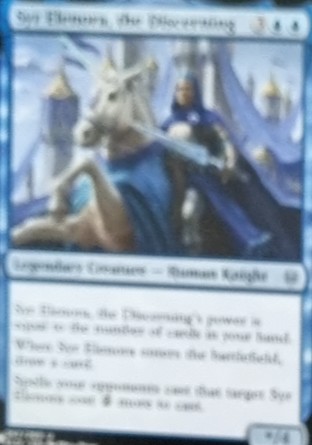 Syr Elenora, the Discerning 3
Legendary Creature — Human Knight
Syr Elenora, the Discerning's power is
equal to the number of cards in your hand.
When Syr Elenora enters the battlefield,
draw a card.
Spells your opponents cast that target Syr
Elenora cost more to cast.